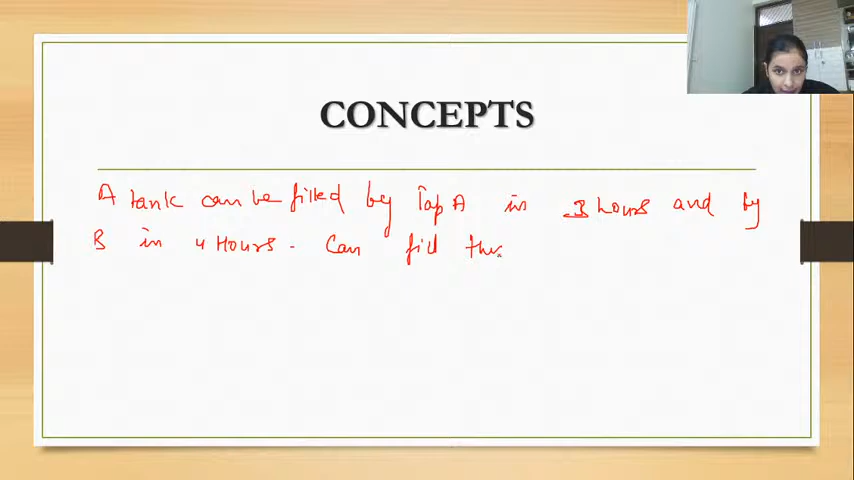 CONCEPTS
A tank can be filled by Tap A in 3 hours and by
B in 4 Hours. Can fill the